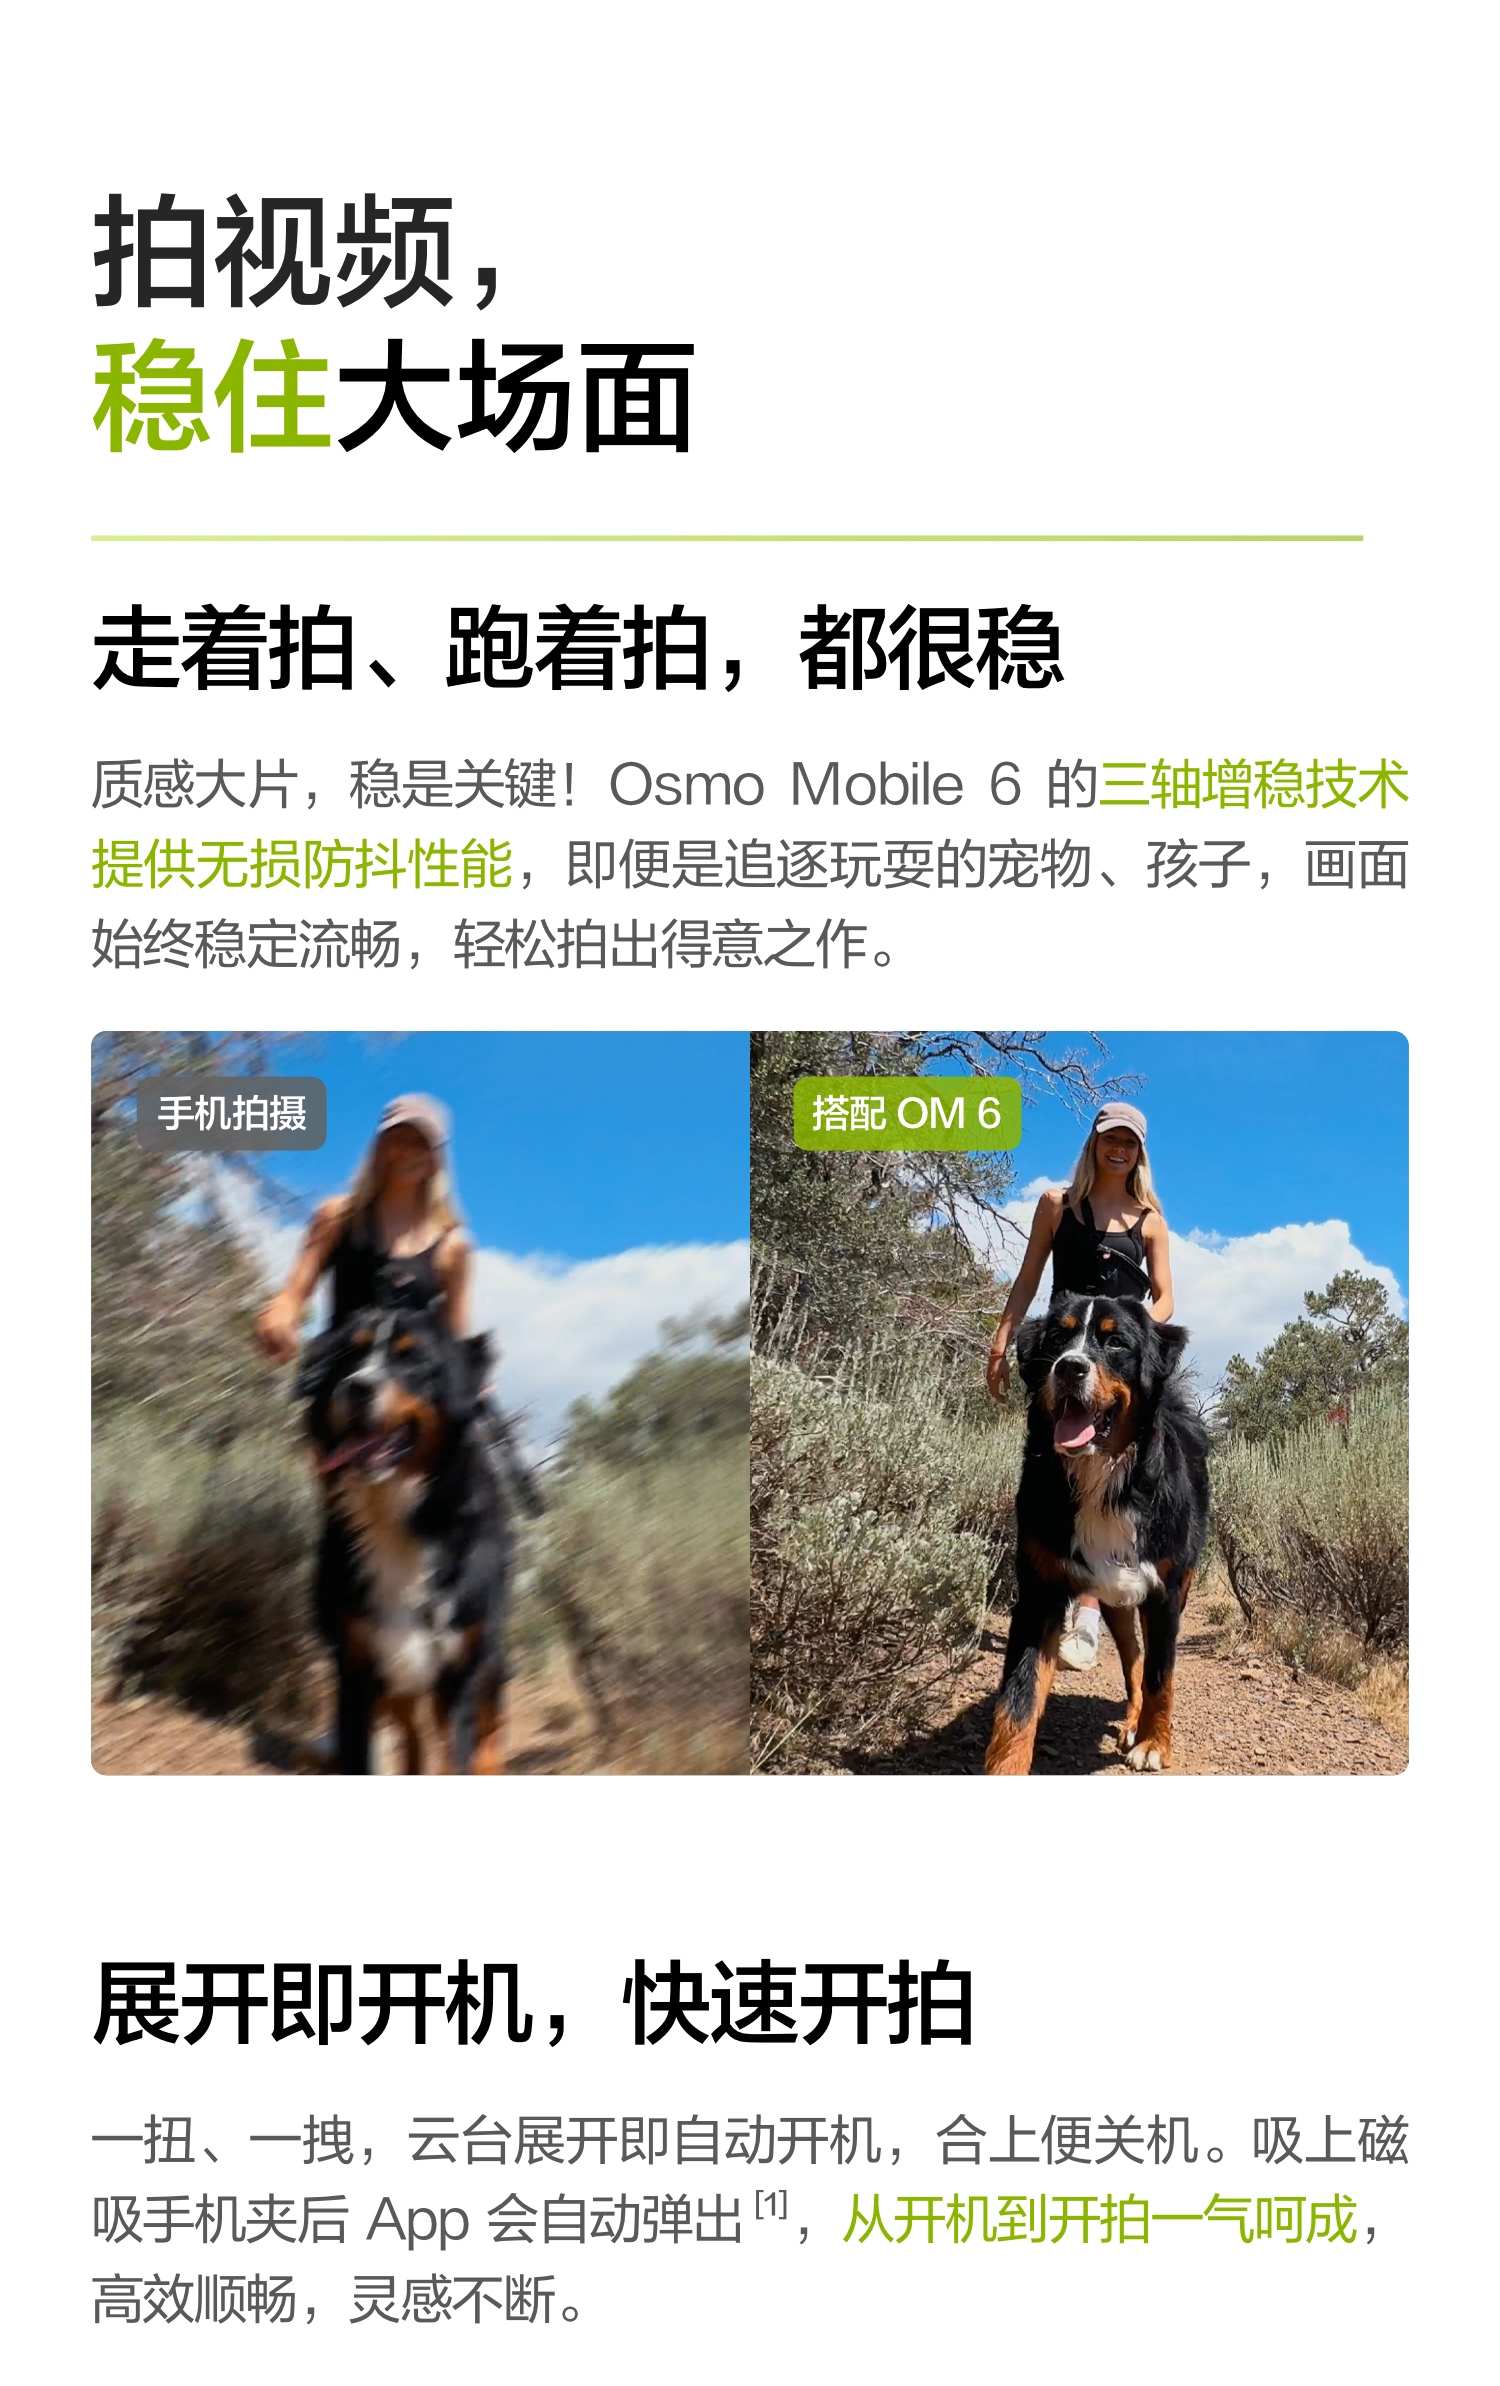 拍视频，
稳住大场面
走着拍、跑着拍，都很稳
质感大片，稳是关键！Osmo Mobile 6 的三轴增稳技术
提供无损防抖性能，即便是追逐玩耍的宠物、孩子，画面
始终稳定流畅，轻松拍出得意之作。
手机拍摄
搭配 OM 6
展开即开机，快速开拍
一扭、一拽，云台展开即自动开机，合上便关机。吸上磁
吸手机夹后 App 会自动弹出[1]，从开机到开拍一气呵成，
高效顺畅，灵感不断。